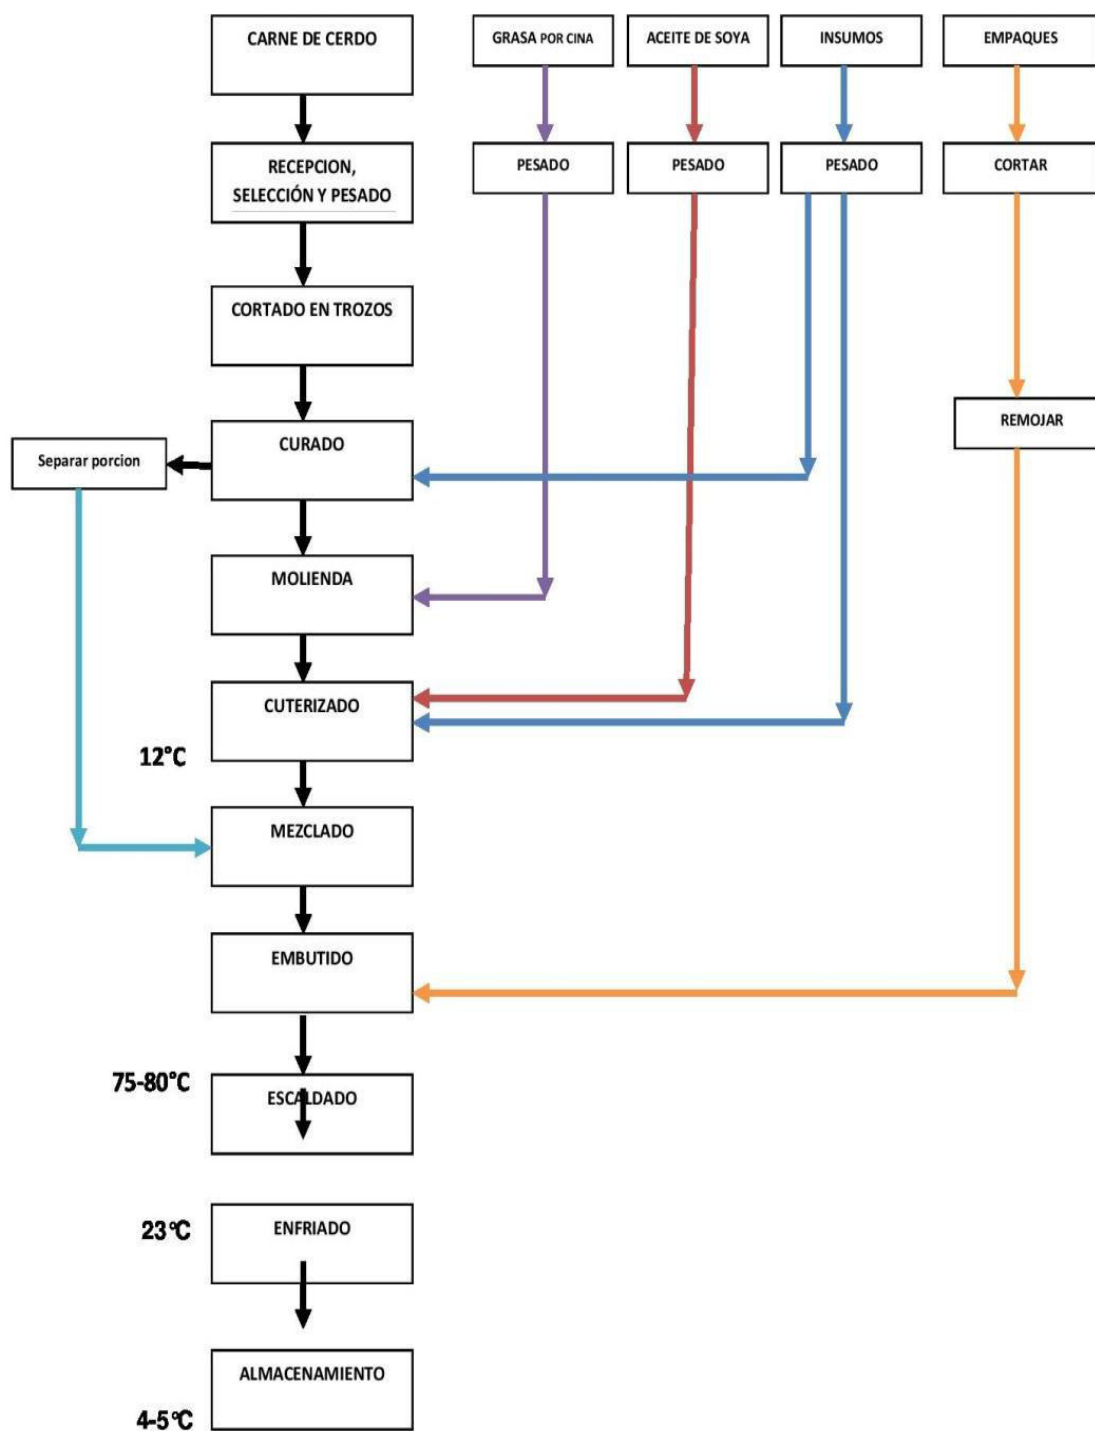 CARNE DE CERDO
GRASA POR CINA
ACEITE DE SOYA
INSUMOS
EMPAQUES
RECEPCION,
SELECCIÓN Y PESADO
PESADO
PESADO
PESADO
CORTAR
CORTADO EN TROZOS
REMOJAR
CURADO
Separar porcion
MOLIENDA
CUTERIZADO
12°C
MEZCLADO
EMBUTIDO
75-80°C
ESCALDADO
23°C
ENFRIADO
ALMACENAMIENTO
4-5°C